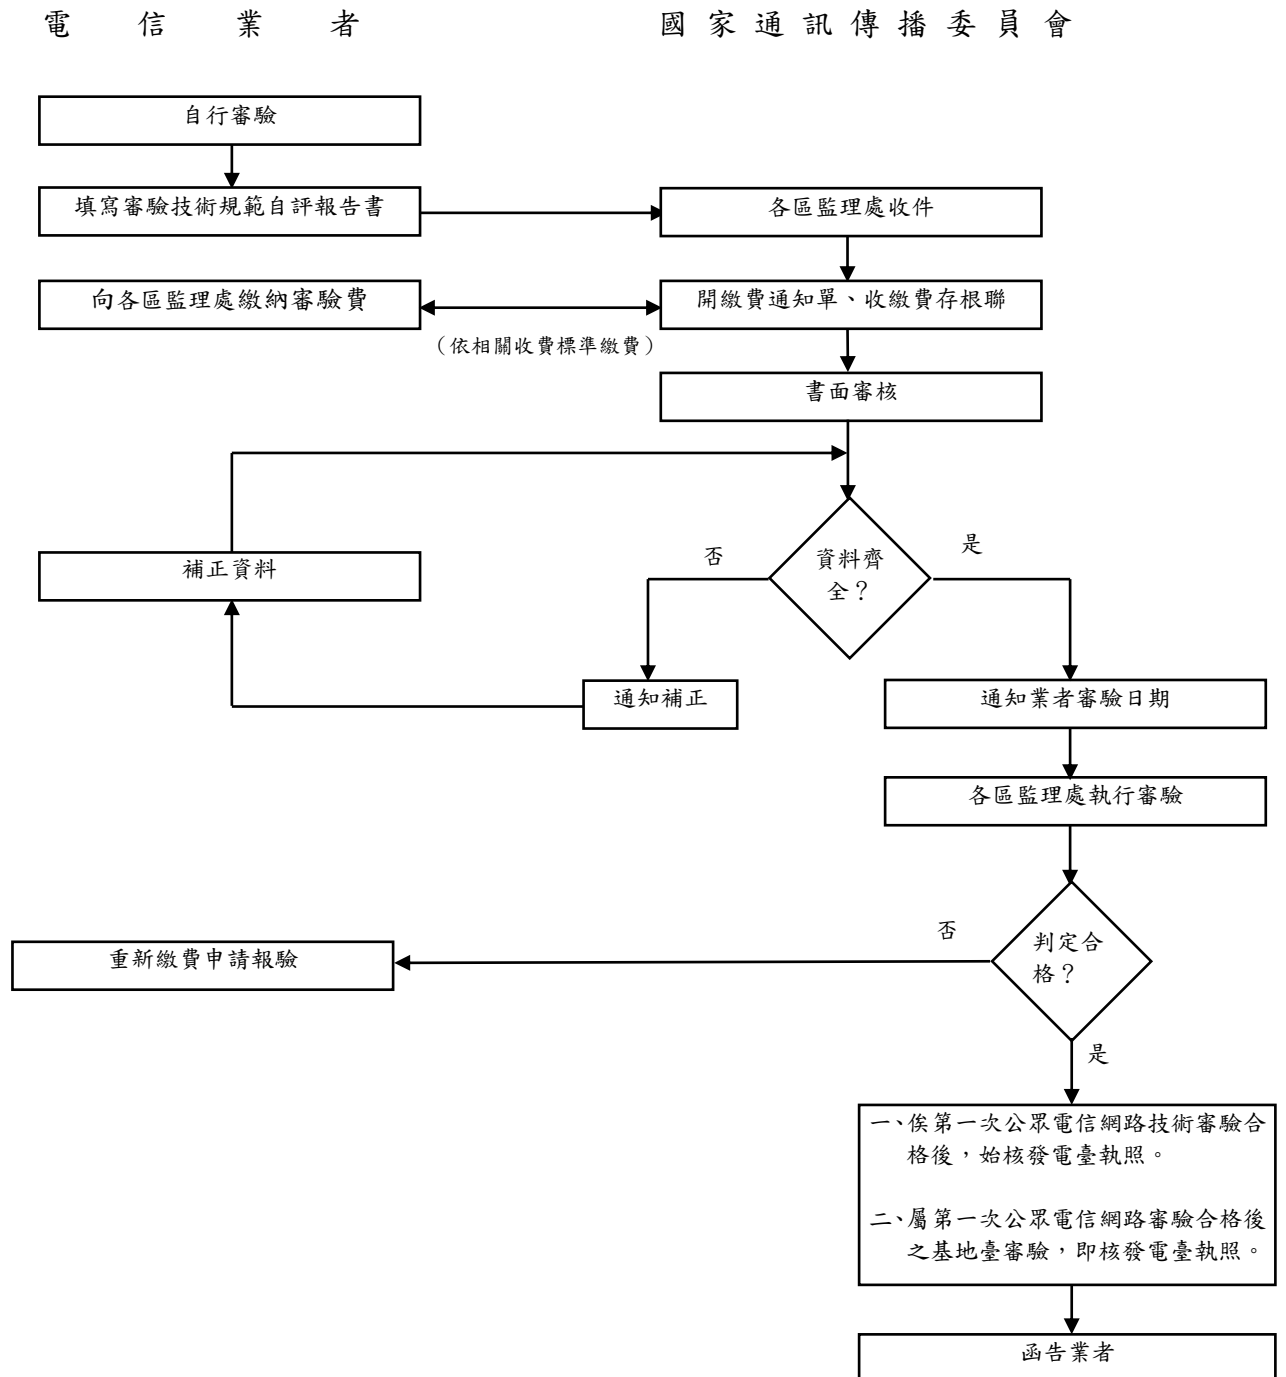 電信業者
國家通訊傳播委員會
自行審驗
填寫審驗技術規範自評報告書
各區監理處收件
向各區監理處繳納審驗費
開繳費通知單、收繳費存根聯
（依相關收費標準繳費）
書面審核
補正資料
否
資料齊
全？
是
通知補正
通知業者審驗日期
各區監理處執行審驗
重新繳費申請報驗
否
判定合
格？
是
一、俟第一次公眾電信網路技術審驗合
格後，始核發電臺執照。
二、屬第一次公眾電信網路審驗合格後
之基地臺審驗，即核發電臺執照。
函告業者